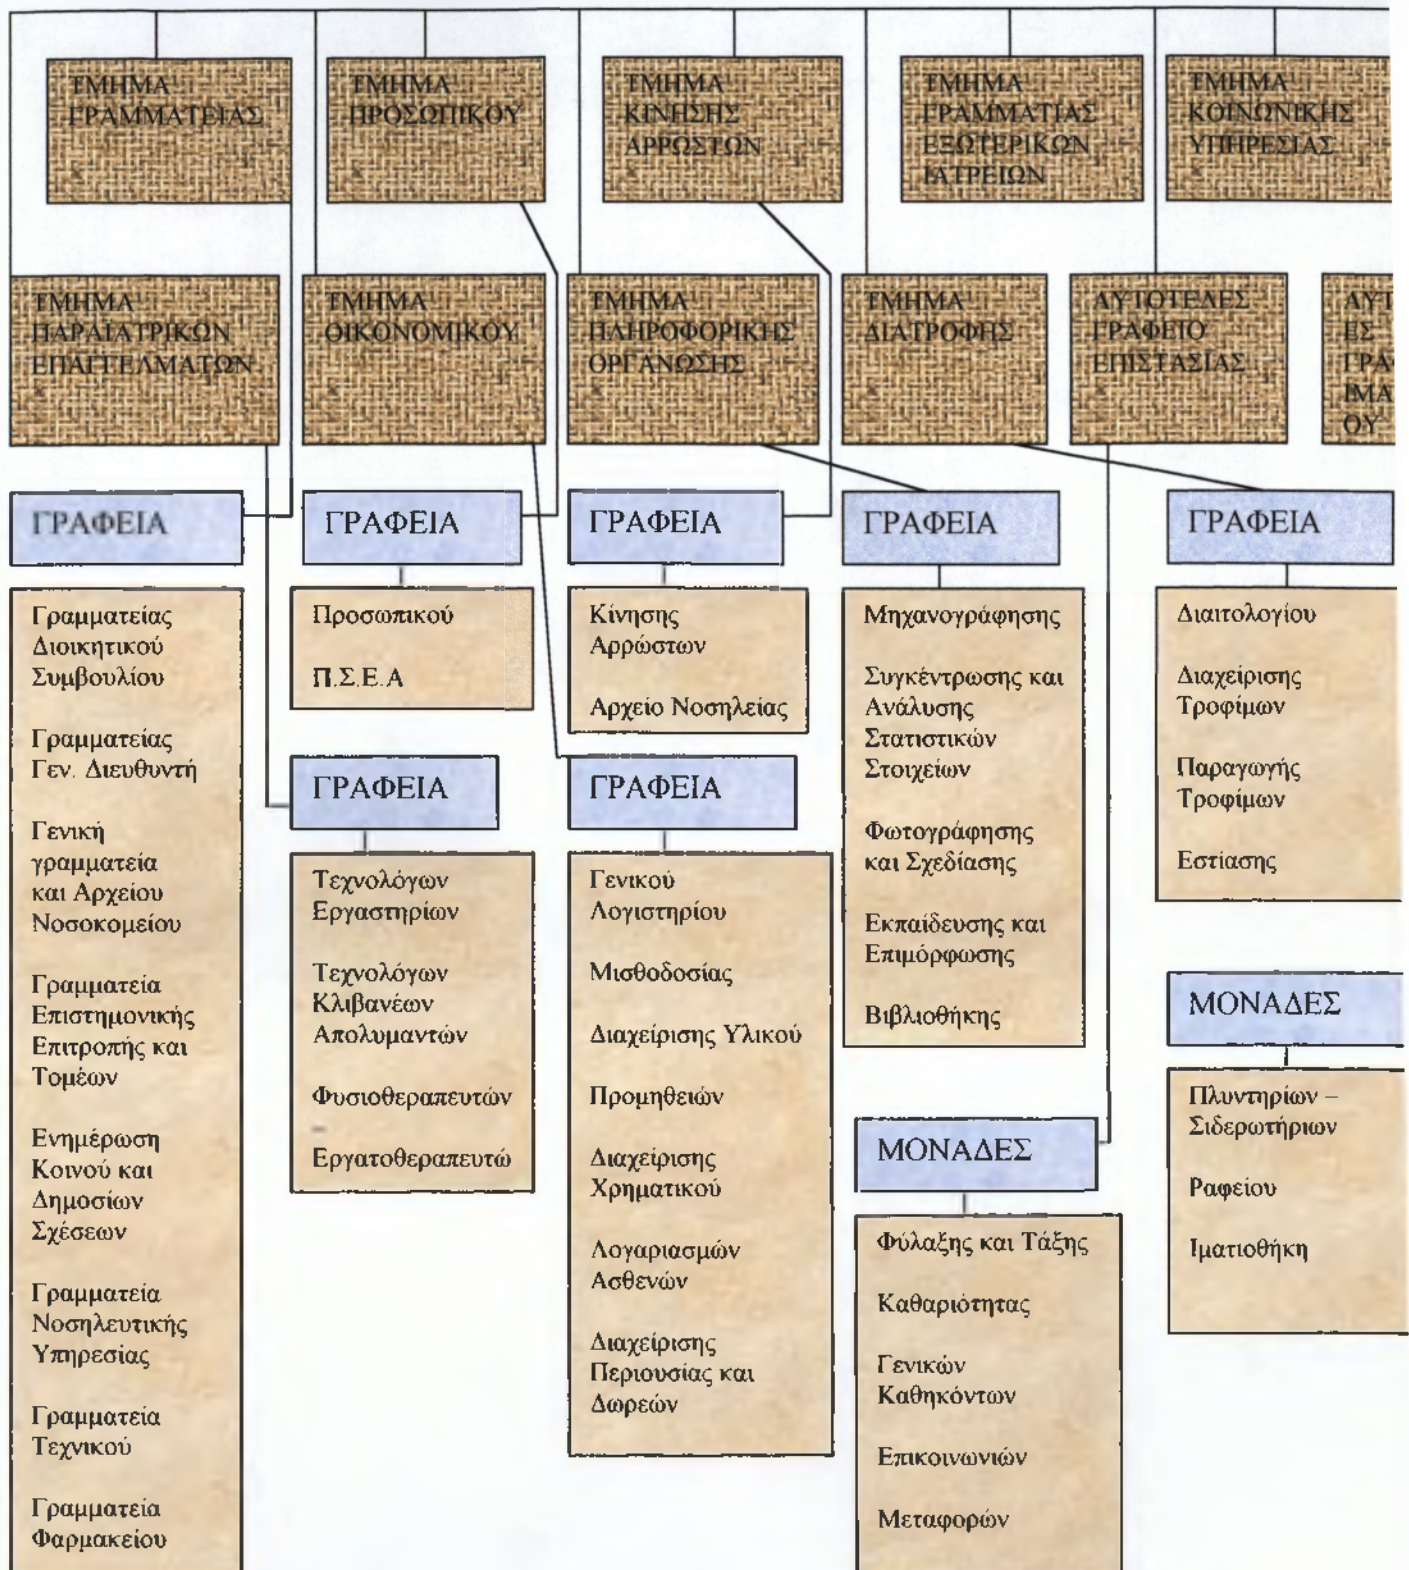 ΤΜΗΜΑ
ΓΡΑΜΜΑΤΕΙΑΣ
ΤΜΗΜΑ
ΠΡΟΣΩΠΙΚΟΥ
ΤΜΗΜΑ
ΚΙΝΗΣΗΣ
ΑΡΡΩΣΤΩΝ
ΤΜΗΜΑ
ΓΡΑΜΜΑΤΙΑΣ
ΕΞΩΤΕΡΙΚΩΝ
ΙΑΤΡΕΙΩΝ
ΤΜΗΜΑ
ΚΟΙΝΩΝΙΚΗΣ
ΥΠΗΡΕΣΙΑΣ
ΤΜΗΜΑ
ΠΑΡΑΪΑΤΡΙΚΩΝ
ΕΠΑΓΓΕΛΜΑΤΩΝ
ΤΜΗΜΑ
ΟΙΚΟΝΟΜΙΚΟΥ
ΤΜΗΜΑ
ΠΛΗΡΟΦΟΡΙΚΗΣ
ΟΡΓΑΝΩΣΗΣ
ΤΜΗΜΑ
ΔΙΑΤΡΟΦΗΣ
ΑΥΤΟΤΕΛΕΣ
ΓΡΑΦΕΙΟ
ΕΠΙΣΤΑΣΙΑΣ
ΑΥΤ
ΕΣ
ΓΡΑΦ
ΙΜΑ
ΟΥ
ΓΡΑΦΕΙΑ
Γραμματείας
Διοικητικού
Συμβουλίου
Γραμματείας
Γεν. Διευθυντή
Γενική
γραμματεία
και Αρχείου
Νοσοκομείου
Γραμματεία
Επιστημονικής
Επιτροπής και
Τομέων
Ενημέρωση
Κοινού και
Δημοσίων
Σχέσεων
Γραμματεία
Νοσηλευτικής
Υπηρεσίας
Γραμματεία
Τεχνικού
Γραμματεία
Φαρμακείου
ΓΡΑΦΕΙΑ
Προσωπικού
Π.Σ.Ε.Α
ΓΡΑΦΕΙΑ
Τεχνολόγων
Εργαστηρίων
Τεχνολόγων
Κλιβανέων
Απολυμαντών
Φυσιοθεραπευτών
–
Εργατοθεραπευτώ
ΓΡΑΦΕΙΑ
Κίνησης
Αρρώστων
Αρχείο Νοσηλείας
ΓΡΑΦΕΙΑ
Γενικού
Λογιστηρίου
Μισθοδοσίας
Διαχείρισης Υλικού
Προμηθειών
Διαχείρισης
Χρηματικού
Λογαριασμών
Ασθενών
Διαχείρισης
Περιουσίας και
Δωρεών
ΓΡΑΦΕΙΑ
Μηχανογράφησης
Συγκέντρωσης και
Ανάλυσης
Στατιστικών
Στοιχείων
Φωτογράφησης
και Σχεδίασης
Εκπαίδευσης και
Επιμόρφωσης
Βιβλιοθήκης
ΜΟΝΑΔΕΣ
Φύλαξης και Τάξης
Καθαριότητας
Γενικών
Καθηκόντων
Επικοινωνιών
Μεταφορών
ΓΡΑΦΕΙΑ
Διαιτολογίου
Διαχείρισης
Τροφίμων
Παραγωγής
Τροφίμων
Εστίασης
ΜΟΝΑΔΕΣ
Πλυντηρίων –
Σιδερωτήριων
Ραφείου
Ιματιοθήκη